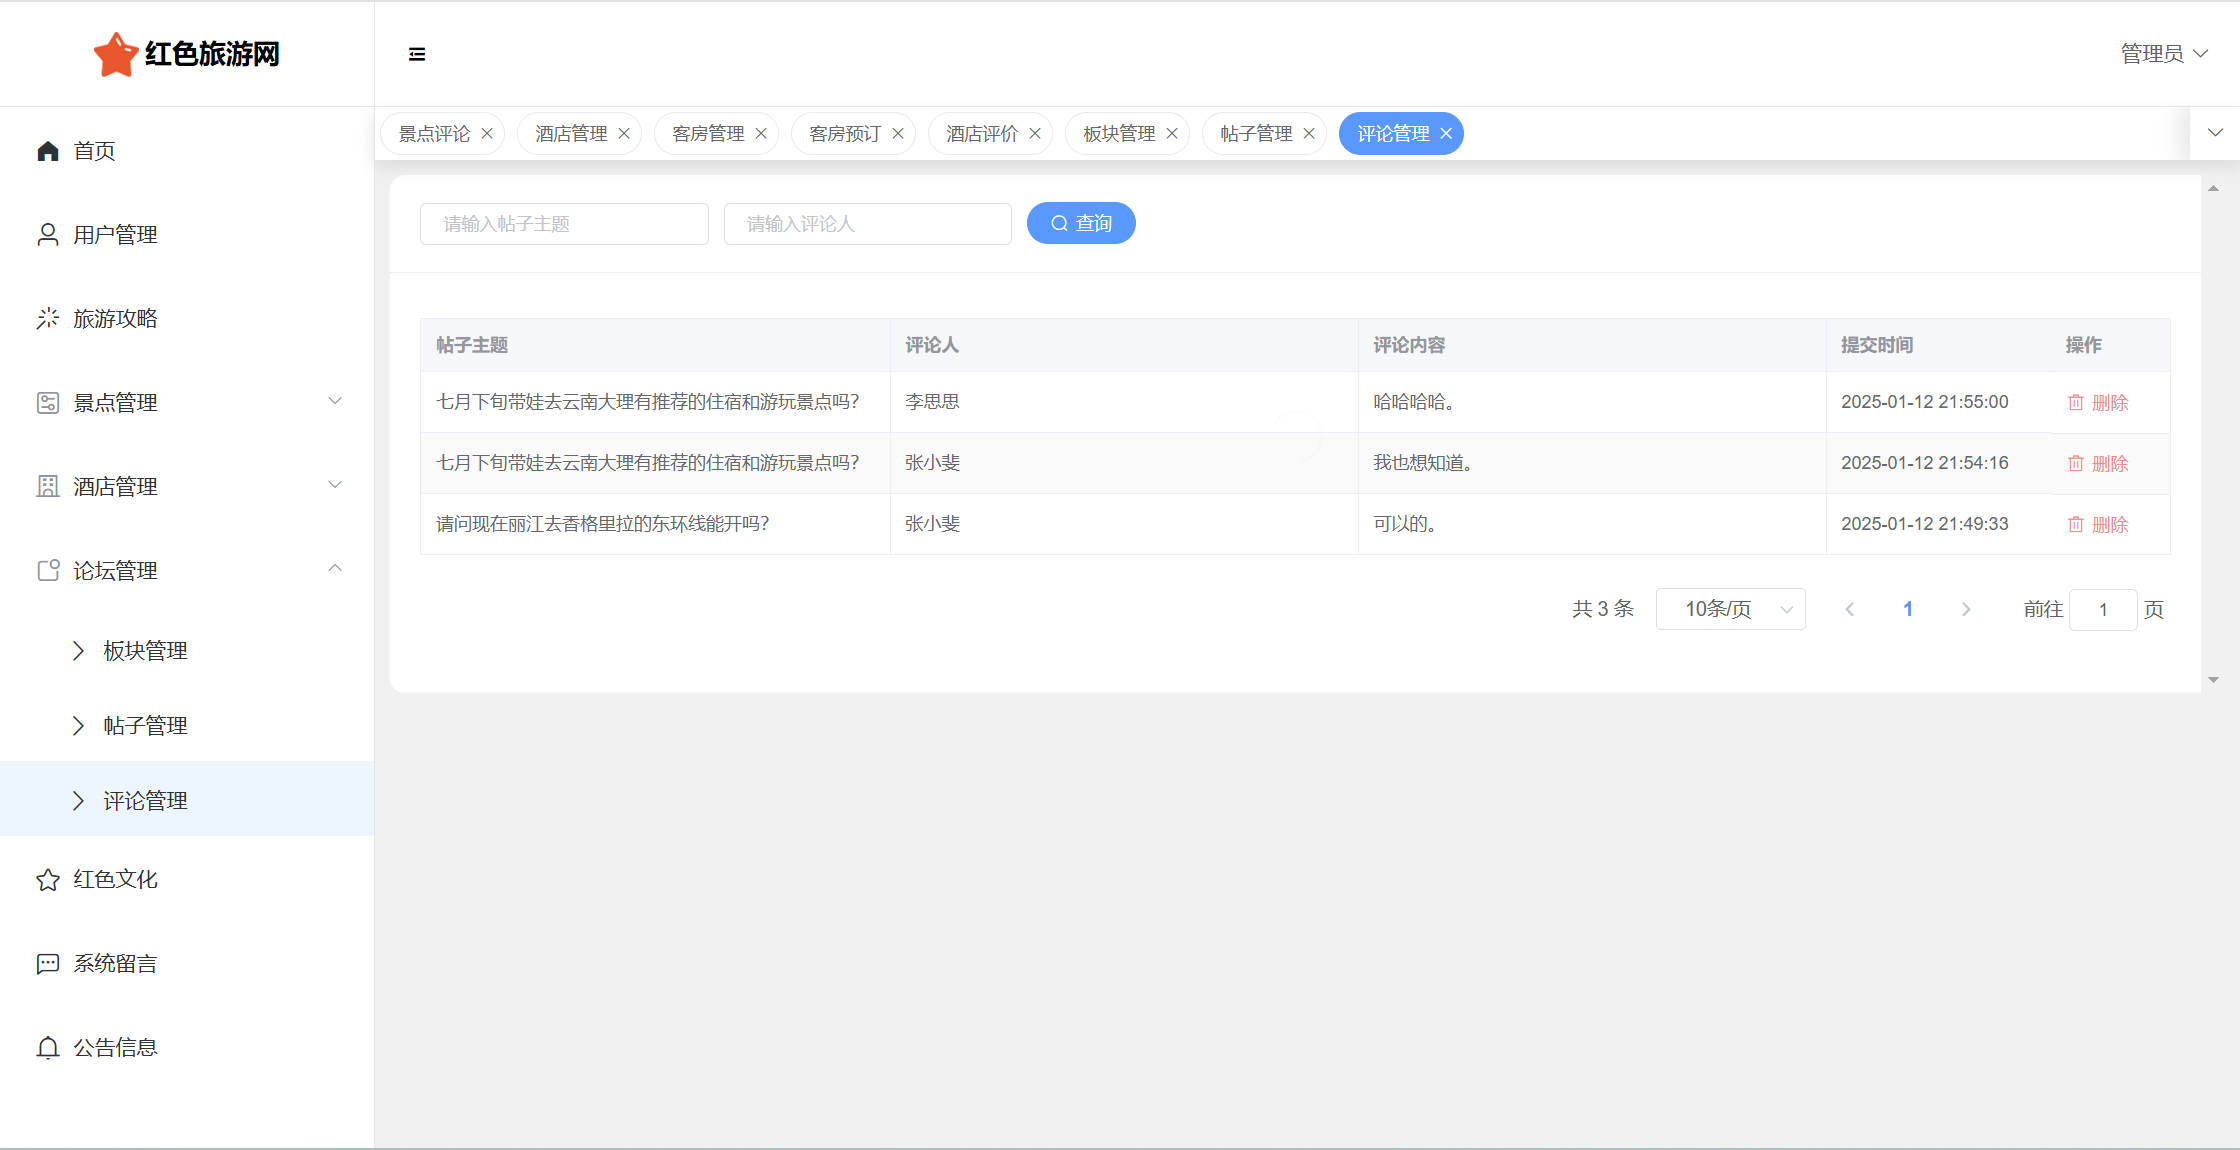 红色旅游网
管理员
首页
用户管理
旅游攻略
景点管理
酒店管理
论坛管理
板块管理
帖子管理
评论管理
红色文化
系统留言
公告信息
景点评论 酒店管理 客房管理 客房预订 酒店评价 板块管理 帖子管理 评论管理
请输入帖子主题 请输入评论人 查询
帖子主题 评论人 评论内容 提交时间 操作
七月下旬带娃去云南大理有推荐的住宿和游玩景点吗? 李思思 哈哈哈哈。 2025-01-12 21:55:00 删除
七月下旬带娃去云南大理有推荐的住宿和游玩景点吗? 张小斐 我也想知道。 2025-01-12 21:54:16 删除
请问现在丽江去香格里拉的东环线能开吗? 张小斐 可以的。 2025-01-12 21:49:33 删除
共 3 条 10条/页 1 前往 1 页